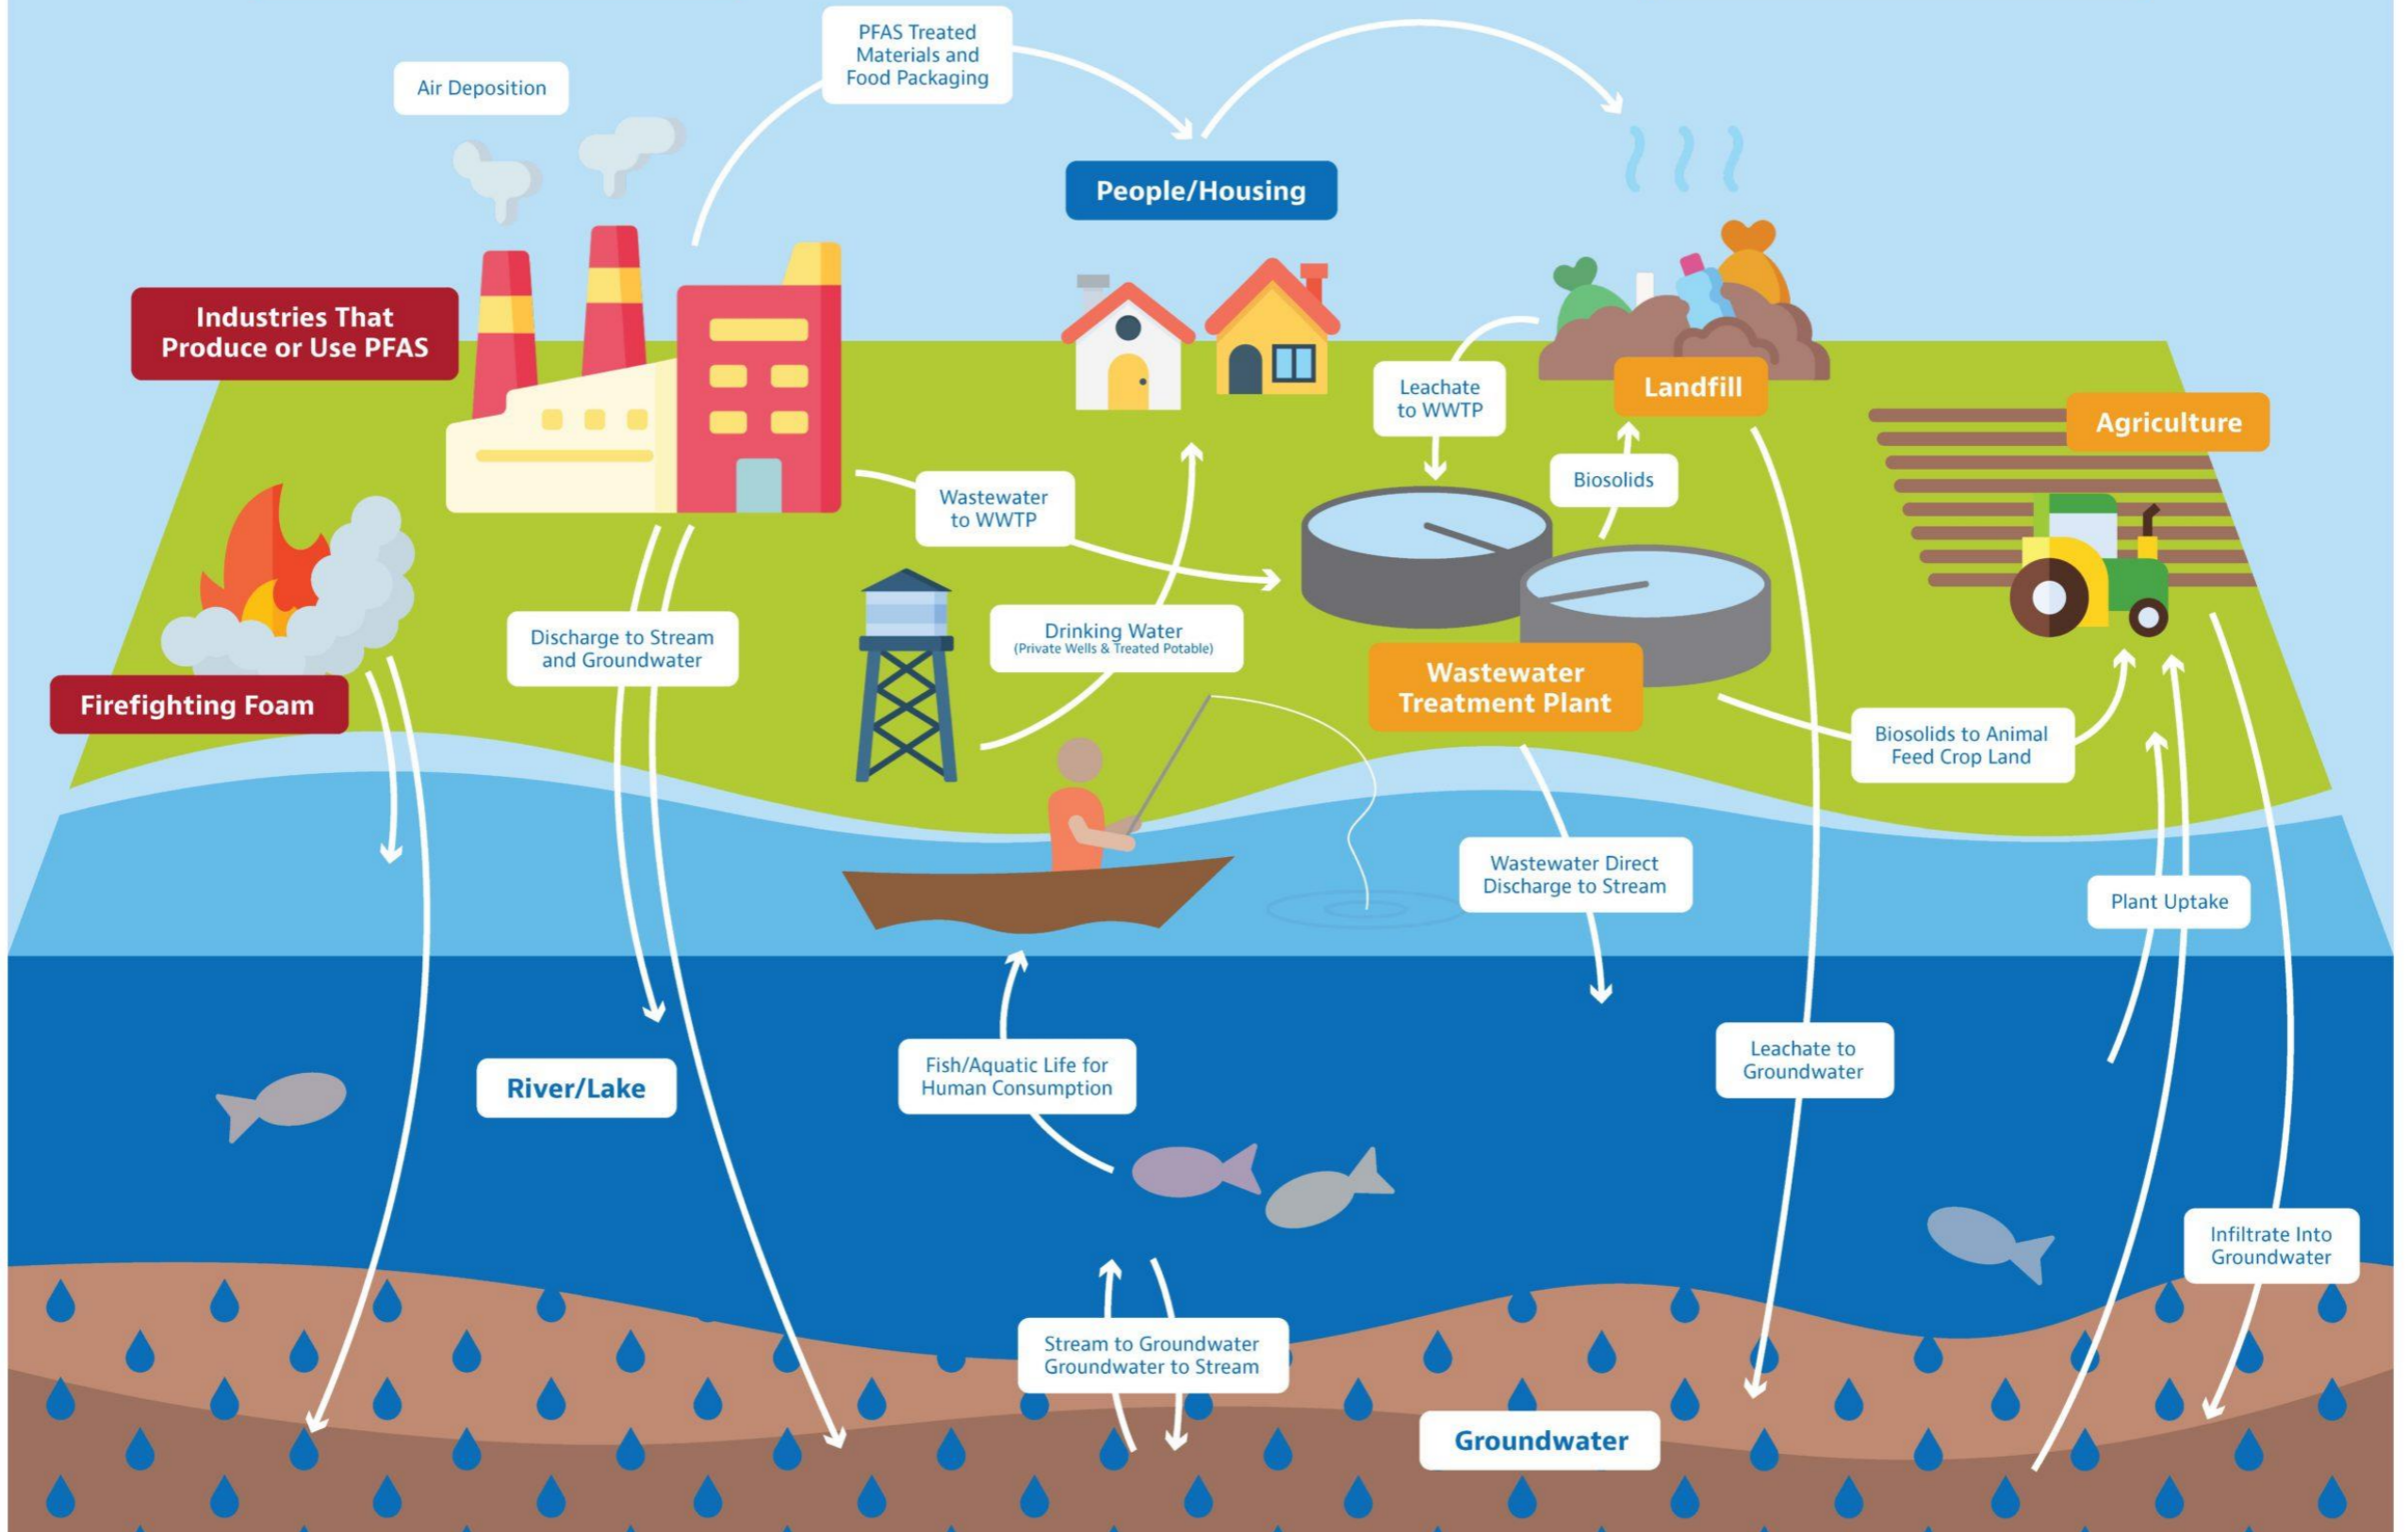 PFAS Treated
Materials and
Food Packaging
Air Deposition
People/Housing
Industries That
Produce or Use PFAS
Leachate
to WWTP
Landfill
Agriculture
Biosolids
Wastewater
to WWTP
Discharge to Stream
and Groundwater
Drinking Water
(Private Wells & Treated Potable)
Firefighting Foam
Wastewater
Treatment Plant
Biosolids to Animal
Feed Crop Land
Wastewater Direct
Discharge to Stream
Plant Uptake
River/Lake
Fish/Aquatic Life for
Human Consumption
Leachate to
Groundwater
Infiltrate Into
Groundwater
Stream to Groundwater
Groundwater to Stream
Groundwater